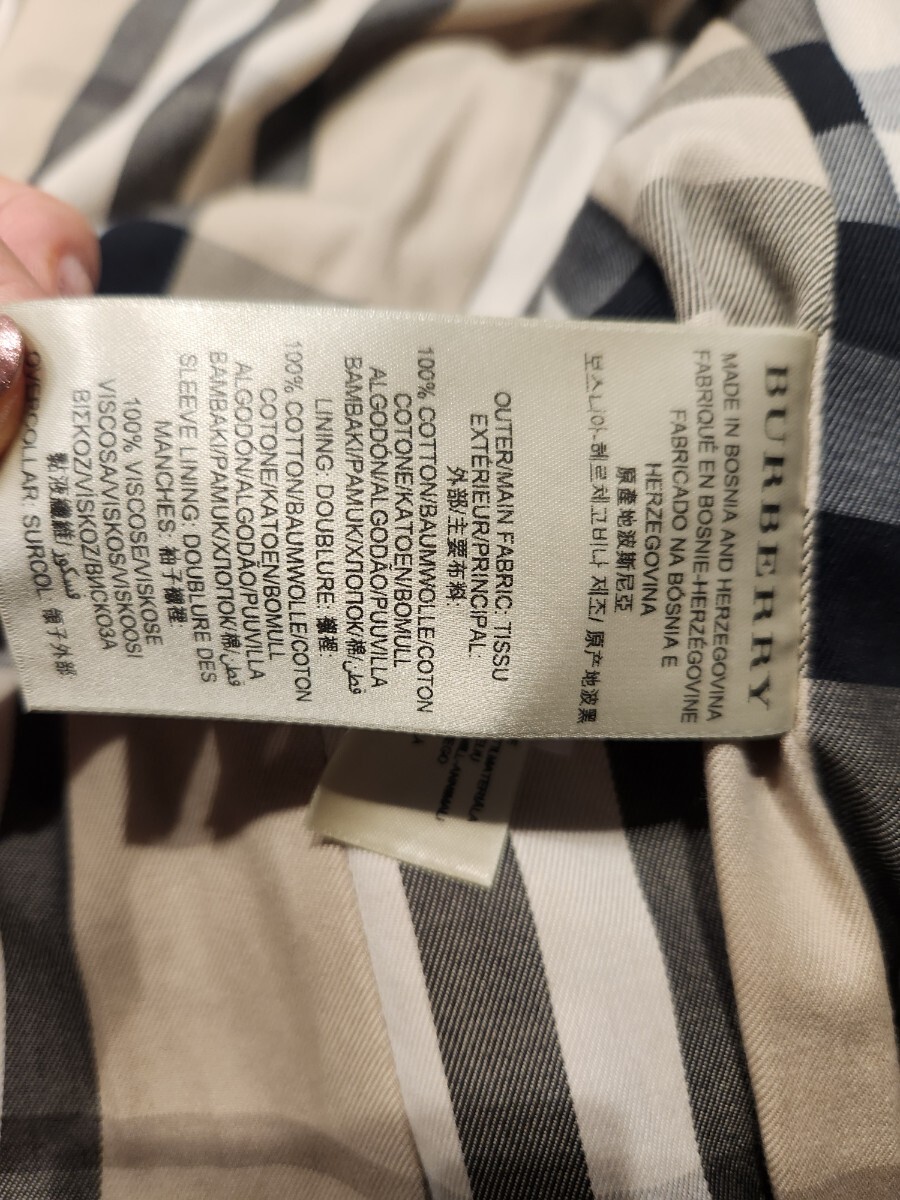 BURBERRY
MADE IN BOSNIA AND HERZEGOVINA
FABRIQUÉ EN BOSNIE-HERZÉGOVINE
FABRICADO NA BÓSNIA E
HERZEGOVINA
原產地波斯尼亞
보스니아-헤르체고비나 제조/ 原产地波黑
OUTER/MAIN FABRIC: TISSU
EXTÉRIEUR/PRINCIPAL:
外部/主要布料:
100% COTTON/BAUMWOLLE/COTON
COTONE/KATOEN/BOMULL
ALGODÓN/ALGODÃO/PUUVILLA
BAMBAKI/PAMUK/ХЛОПОК/棉/قطن
LINING: DOUBLURE: 襯裡:
100% COTTON/BAUMWOLLE/COTON
COTONE/KATOEN/BOMULL
ALGODÓN/ALGODÃO/PUUVILLA
BAMBAKI/PAMUK/ХЛОПОК/棉/قطن
SLEEVE LINING: DOUBLURE DES
MANCHES: 袖子襯裡:
100% VISCOSE/VISKOSE
VISCOSA/VISKOS/VISKOOSI
ΒΙΣΚΟΖ/VİSKOZ/ВИСКОЗА
黏液纖維/فسكوز
OVERCOLLAR: SURCOL 領子外部